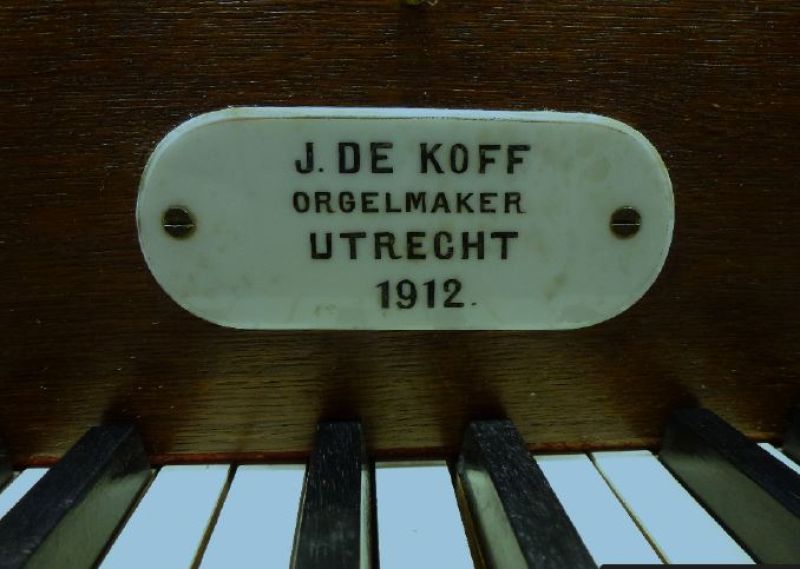 J. DE KOFF
ORGELMAKER
UTRECHT
1912.